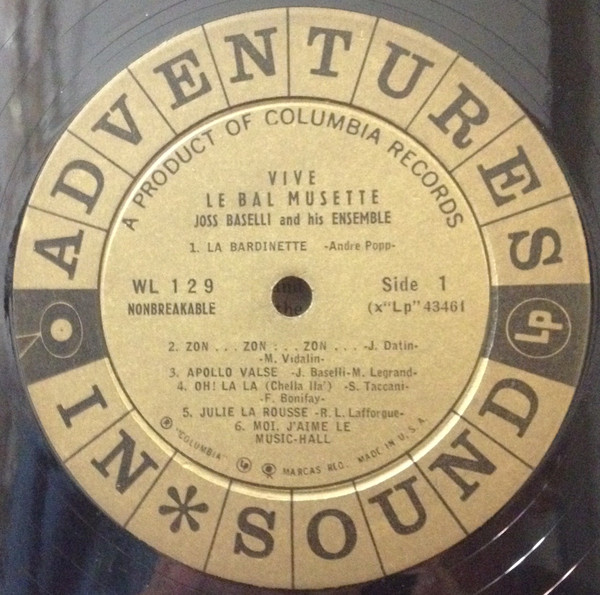 ADVENTURES
IN * SOUND
Lp
A PRODUCT OF COLUMBIA RECORDS
VIVE
LE BAL MUSETTE
JOSS BASELLI and his ENSEMBLE
1. LA BARDINETTE -Andre Popp-
WL 129
Side 1
NONBREAKABLE
(x"Lp"43461
and
the
2. ZON . . . ZON . . . ZON . . . -J. Datin-
-M. Vidalin-
3. APOLLO VALSE -J. Baselli-M. Legrand-
4. OH! LA LA (Chella lla') -S. Taccani-
-F. Bonifay-
5. JULIE LA ROUSSE -R. L. Lafforgue-
6. MOI, J'AIME LE
MUSIC-HALL
® "COLUMBIA" Lp MARCAS REG. MADE IN U. S. A.